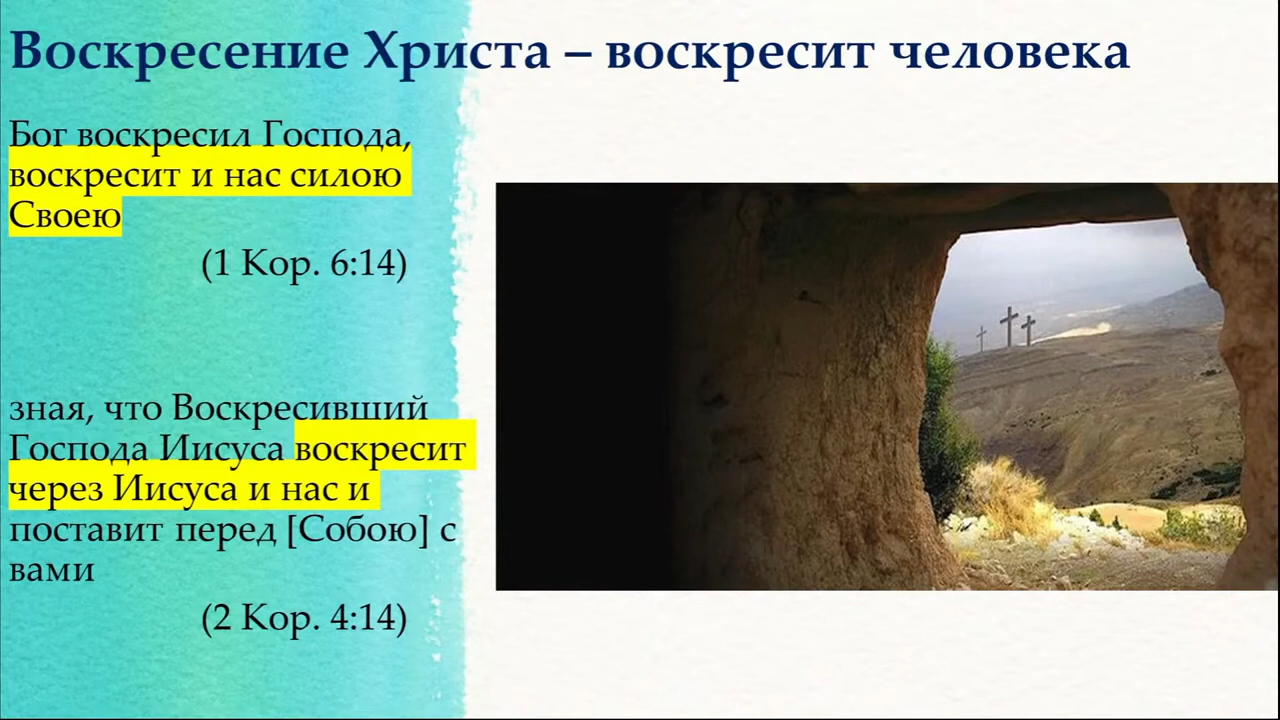 Воскресение Христа – воскресит человека
Бог воскресил Господа,
воскресит и нас силою
Своею
(1 Кор. 6:14)
зная, что Воскресивший
Господа Иисуса воскресит
через Иисуса и нас и
поставит перед [Собою] с
вами
(2 Кор. 4:14)